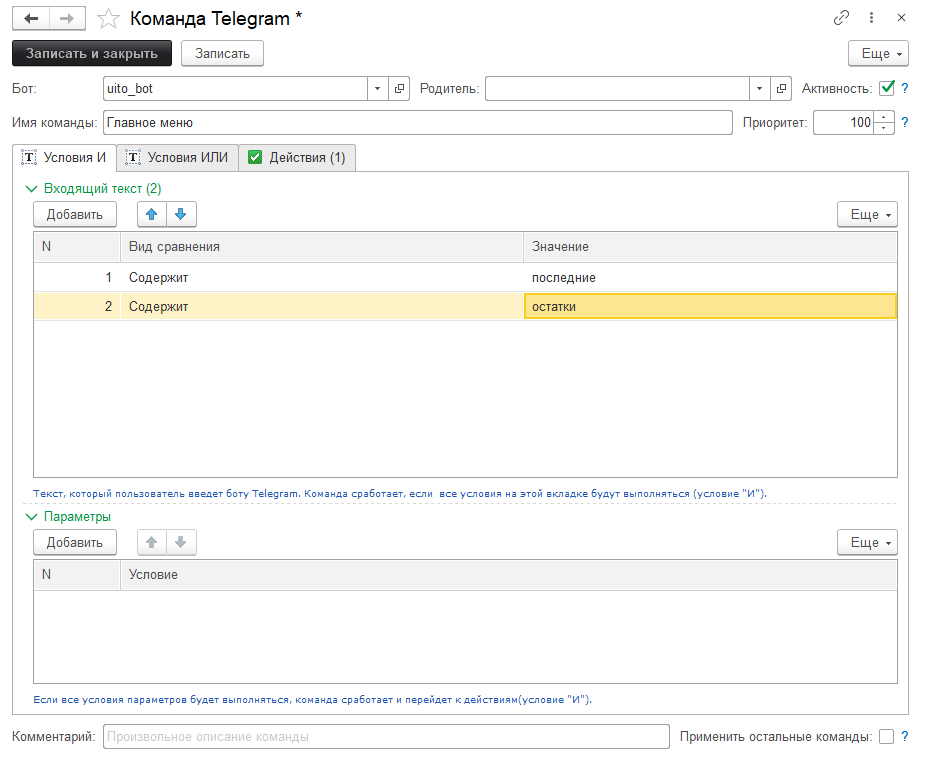 Команда Telegram *
Записать и закрыть Записать Еще
Бот: uito_bot Родитель: Активность: ?
Имя команды: Главное меню Приоритет: 100 ?
Условия И Условия ИЛИ Действия (1)
Входящий текст (2)
Добавить Еще
N Вид сравнения Значение
1 Содержит последние
2 Содержит остатки
Текст, который пользователь введет боту Telegram. Команда сработает, если все условия на этой вкладке будут выполняться (условие "И").
Параметры
Добавить Еще
N Условие
Если все условия параметров будет выполняться, команда сработает и перейдет к действиям(условие "И").
Комментарий: Произвольное описание команды Применить остальные команды: ?